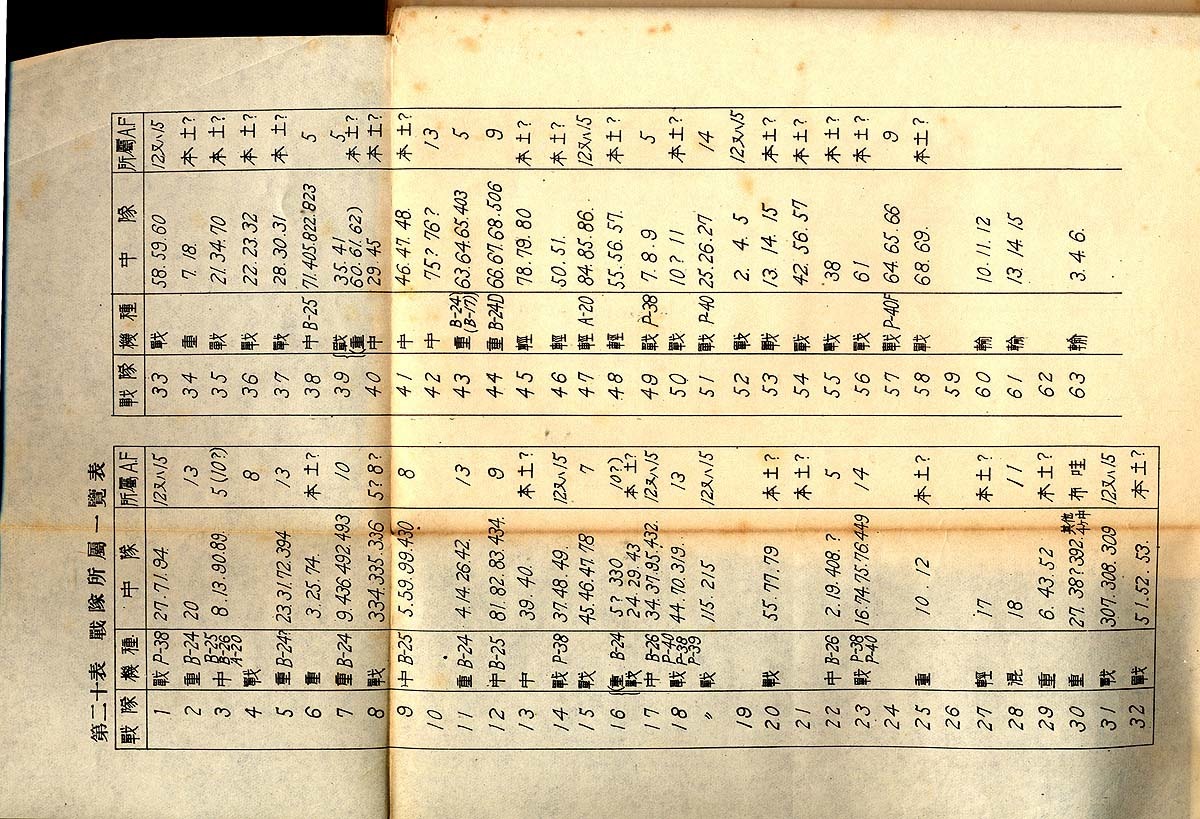 第二十表 戰隊所屬一覽表
戰隊 機種 中隊 所屬AF
1 戰 P-38 27.71.94. 12又ハ15
2 重 B-24 20 13
3 中 B-25 B-26 A-20 8.13.90.89. 5(10?)
4 戰 8
5 重 B-24? 23.31.72.394 13
6 重 3.25.74. 本土?
7 重 B-24 9.436.492.493 10
8 戰 334.335.336 5?8?
9 中 B-25 5.59.99.430 8
10
11 重 B-24 4.14.26.42. 13
12 中 B-25 81.82.83.434. 9
13 中 39.40. 本土?
14 戰 P-38 37.48.49. 12又ハ15
15 戰 45.46.47.78 7
16 (重 B-24 戰 5? 330 24.29.43 10?) 本土?
17 中 B-26 34.37.95.432. 12又ハ15
18 戰 P-40 P-38 P-39 44.70.379. 13
〃 戰 115.215 12又ハ15
19
20 戰 55.77.79 本土?
21 本土?
22 中 B-26 2.19.408.? 5
23 戰 P-38 P-40 16.74.75.76.449 14
24
25 重 10.12 本土?
26
27 輕 17 本土?
28 混 18 11
29 重 6.43.52 本土?
30 重 27.38?392 其他4ヶ中 布哇
31 戰 307.308.309 12又ハ15
32 戰 51.52.53. 本土?
戰隊 機種 中隊 所屬AF
33 戰 58.59.60 12又ハ15
34 重 7.18. 本土?
35 戰 21.34.70 本土?
36 戰 22.23.32 本土?
37 戰 28.30.31 本土?
38 中 B-25 71.405.822.823 5
39 (戰 重 35.41 60.61.62) 5 本土?
40 中 29.45 本土?
41 中 46.47.48. 本土?
42 中 75?76? 13
43 重 B-24 (B-17) 63.64.65.403 5
44 重 B-24D 66.67.68.506 9
45 輕 78.79.80 本土?
46 輕 50.51. 本土?
47 輕 A-20 84.85.86. 12又ハ15
48 輕 55.56.57. 本土?
49 戰 P-38 7.8.9 5
50 戰 10?11 本土?
51 戰 P-40 25.26.27 14
52 戰 2.4.5 12又ハ15
53 戰 13.14.15 本土?
54 戰 42.56.57 本土?
55 戰 38 本土?
56 戰 61 本土?
57 戰 P-40F 64.65.66 9
58 戰 68.69. 本土?
59
60 輸 10.11.12
61 輸 13.14.15
62
63 輸 3.4.6.